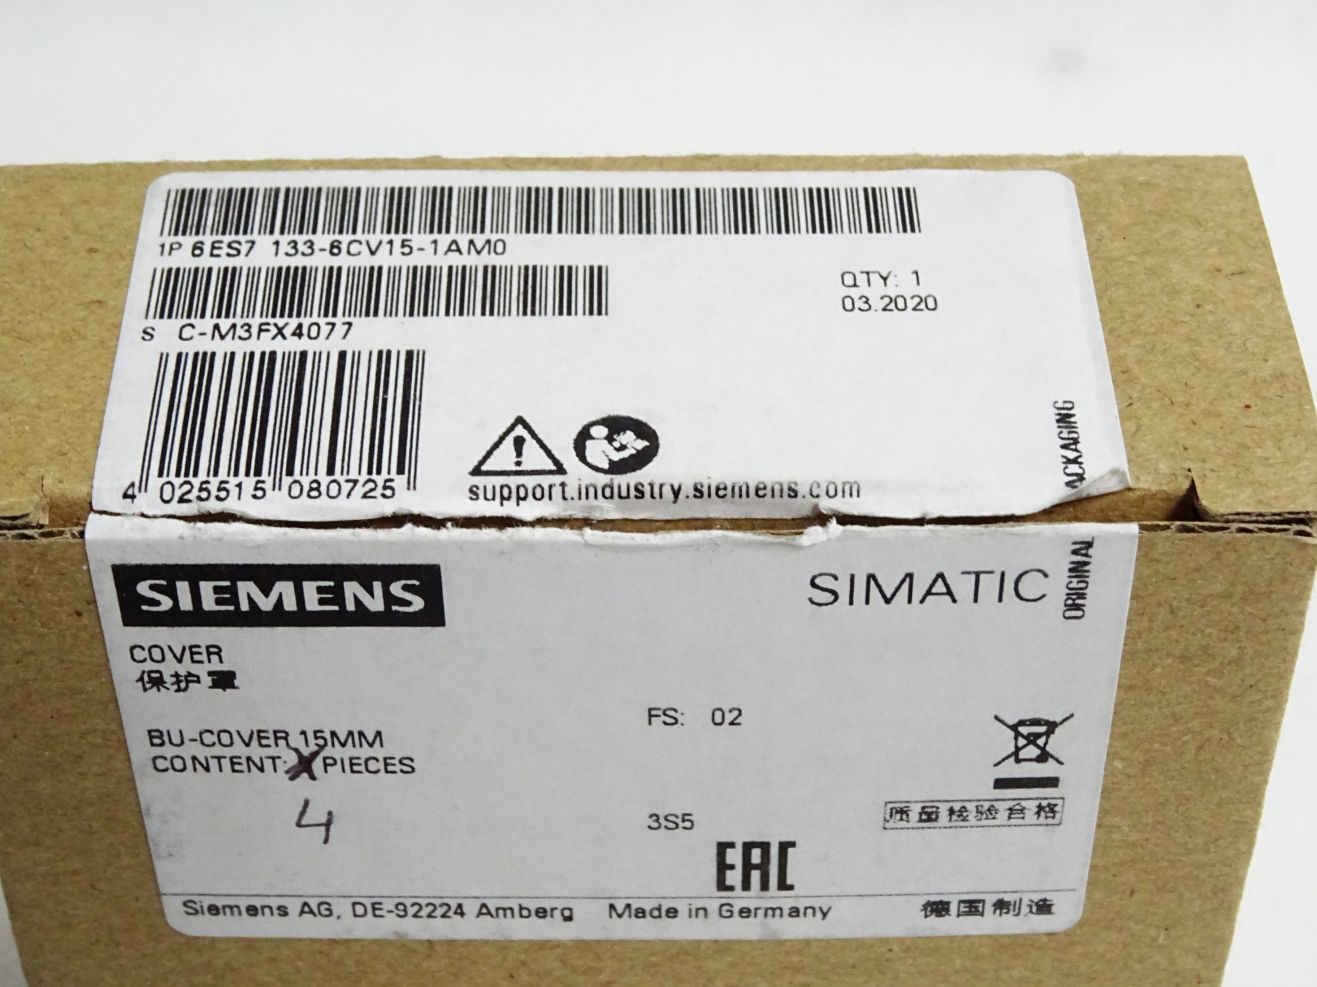 1P 6ES7 133-6CV15-1AM0
QTY: 1
03.2020
S C-M3FX4077
4 025515 080725
support.industry.siemens.com
ORIGINAL PACKAGING
SIEMENS
SIMATIC
COVER
保护罩
FS: 02
BU-COVER 15MM
CONTENT: PIECES
4
3S5
质量检验合格
EAC
Siemens AG, DE-92224 Amberg Made in Germany 德国制造